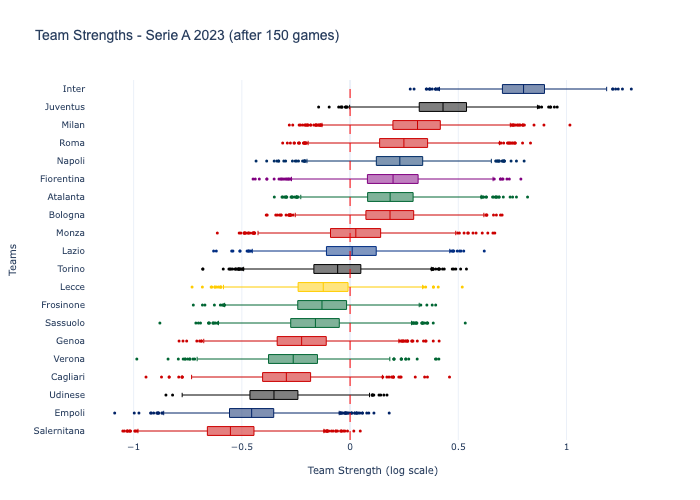 Team Strengths - Serie A 2023 (after 150 games)
Inter
Juventus
Milan
Roma
Napoli
Fiorentina
Atalanta
Bologna
Monza
Lazio
Torino
Lecce
Frosinone
Sassuolo
Genoa
Verona
Cagliari
Udinese
Empoli
Salernitana
Teams
−1 −0.5 0 0.5 1
Team Strength (log scale)